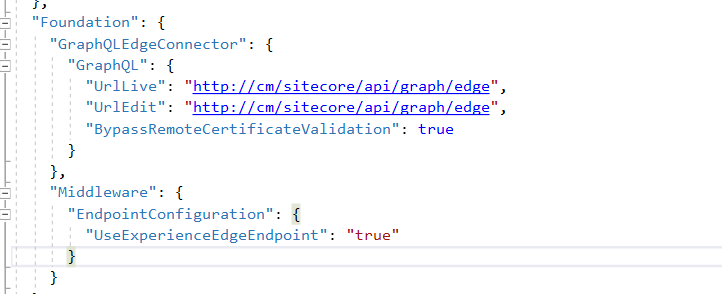 },
"Foundation": {
"GraphQLEdgeConnector": {
"GraphQL": {
"UrlLive": "http://cm/sitecore/api/graph/edge",
"UrlEdit": "http://cm/sitecore/api/graph/edge",
"BypassRemoteCertificateValidation": true
}
},
"Middleware": {
"EndpointConfiguration": {
"UseExperienceEdgeEndpoint": "true"
}
}